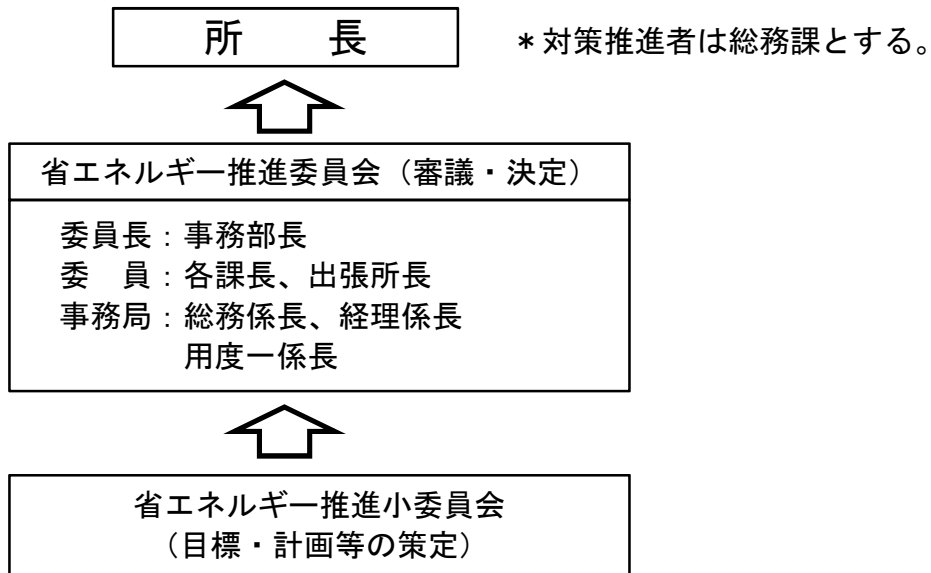 所　長
＊対策推進者は総務課とする。
省エネルギー推進委員会（審議・決定）
委員長：事務部長
委　員：各課長、出張所長
事務局：総務係長、経理係長
用度一係長
省エネルギー推進小委員会
（目標・計画等の策定）